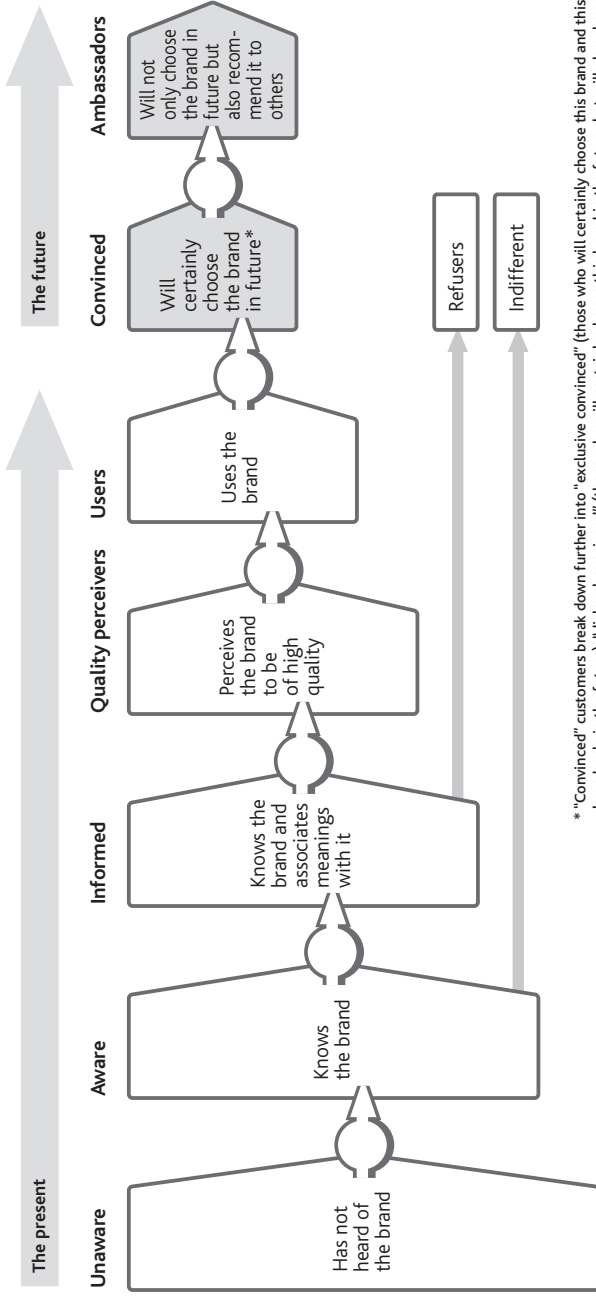 The present
The future
Unaware
Aware
Informed
Quality perceivers
Users
Convinced
Ambassadors
Has not
heard of
the brand
Knows
the brand
Knows the
brand and
associates
meanings
with it
Perceives
the brand
to be
of high
quality
Uses the
brand
Will
certainly
choose
the brand
in future*
Will not
only choose
the brand in
future but
also recom-
mend it to
others
Refusers
Indifferent
* "Convinced" customers break down further into "exclusive convinced" (those who will certainly choose this brand and this